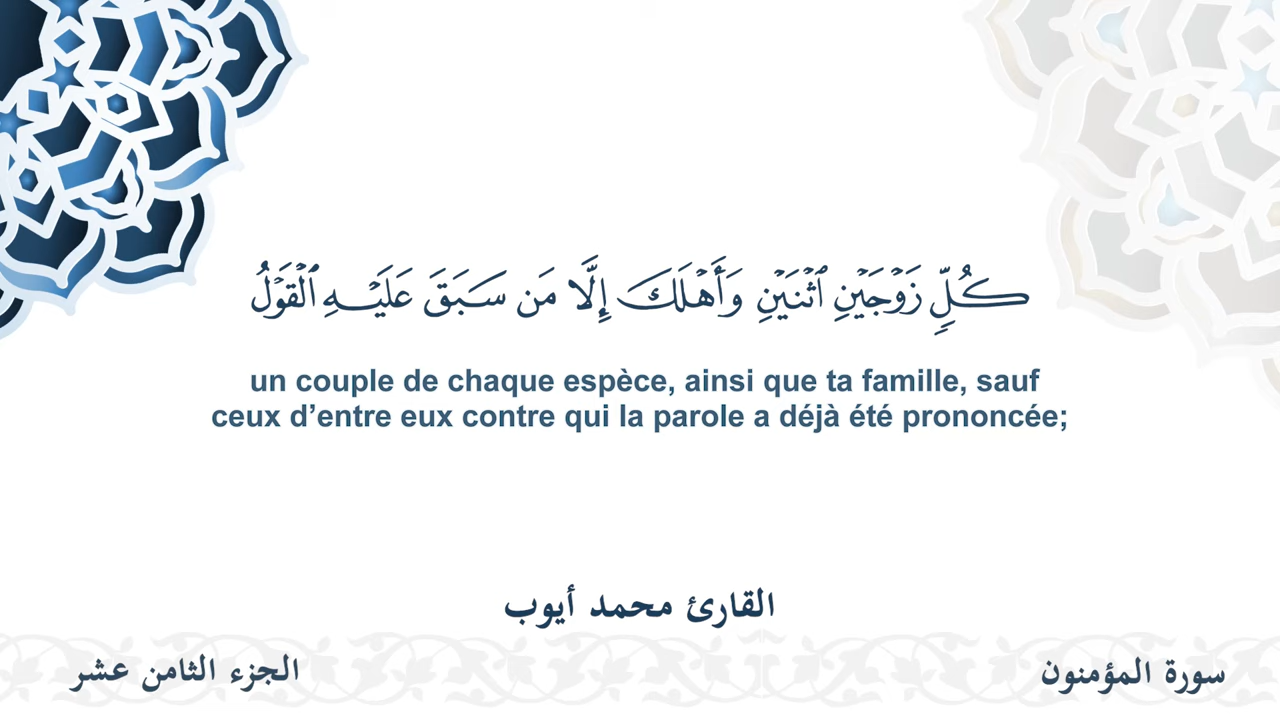 كُلِّۢ زَوۡجَيۡنِ ٱثۡنَيۡنِ وَأَهۡلَكَ إِلَّا مَن سَبَقَ عَلَيۡهِ ٱلۡقَوۡلُ
un couple de chaque espèce, ainsi que ta famille, sauf
ceux d’entre eux contre qui la parole a déjà été prononcée;
القارئ محمد أيوب
سورة المؤمنون
الجزء الثامن عشر